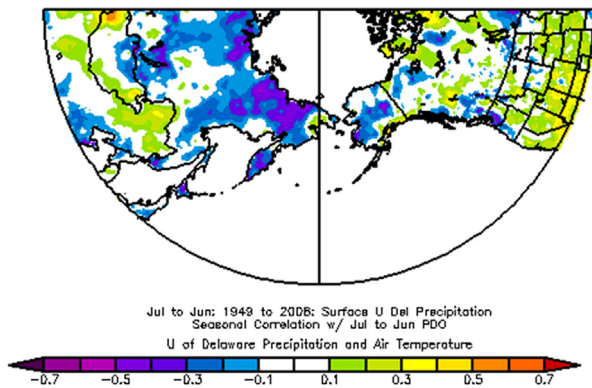 Jul to Jun: 1949 to 2008: Surface U Del Precipitation
Seasonal Correlation w/ Jul to Jun PDO
U of Delaware Precipitation and Air Temperature
-0.7 -0.5 -0.3 -0.1 0.1 0.3 0.5 0.7